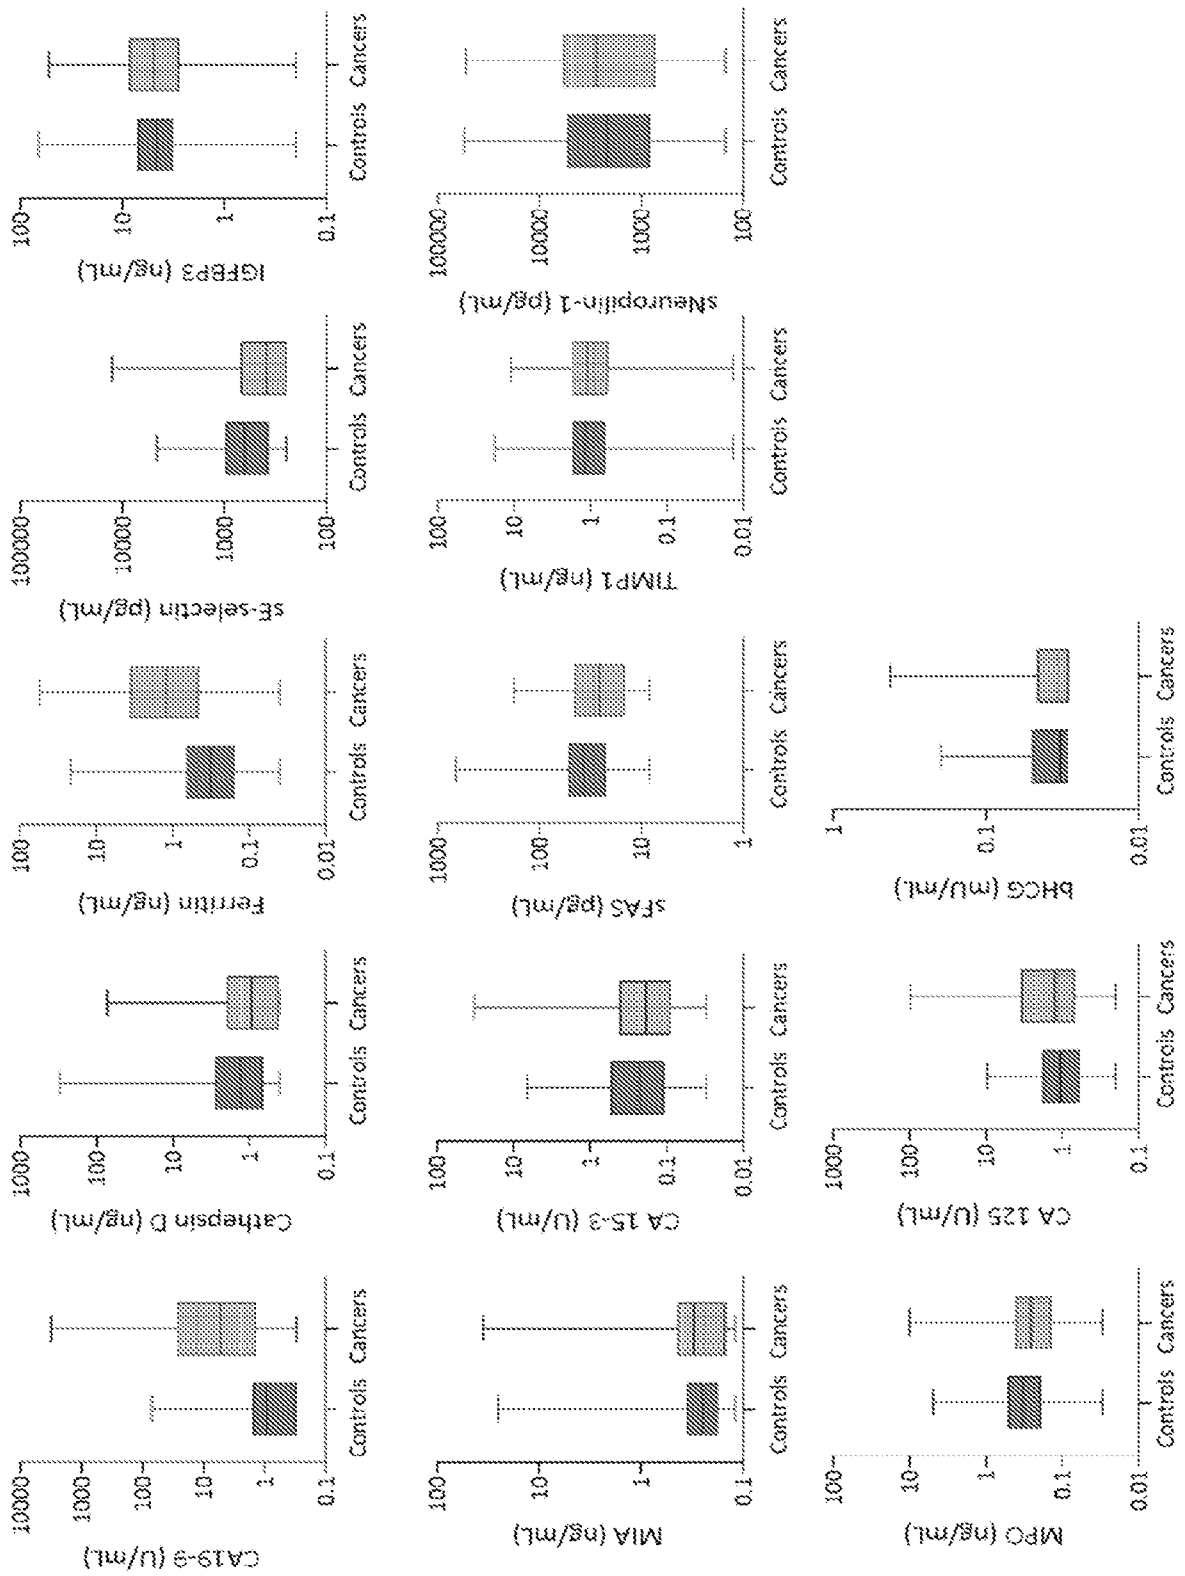 CA19-9 (U/mL)
10000
1000
100
10
1
0.1
Controls Cancers
Cathepsin D (ng/mL)
1000
100
10
1
0.1
Controls Cancers
Ferritin (ng/mL)
100
10
1
0.1
0.01
Controls Cancers
sE-selectin (pg/mL)
100000
10000
1000
100
Controls Cancers
IGFBP3 (ng/mL)
100
10
1
0.1
Controls Cancers
MIA (ng/mL)
100
10
1
0.1
Controls Cancers
CA 15-3 (U/mL)
100
10
1
0.1
0.01
Controls Cancers
sFAS (pg/mL)
1000
100
10
1
Controls Cancers
TIMP1 (ng/mL)
100
10
1
0.1
0.01
Controls Cancers
sNeuropilin-1 (pg/mL)
100000
10000
1000
100
Controls Cancers
MPO (ng/mL)
100
10
1
0.1
0.01
Controls Cancers
CA 125 (U/mL)
1000
100
10
1
0.1
Controls Cancers
bHCG (mU/mL)
1
0.1
0.01
Controls Cancers